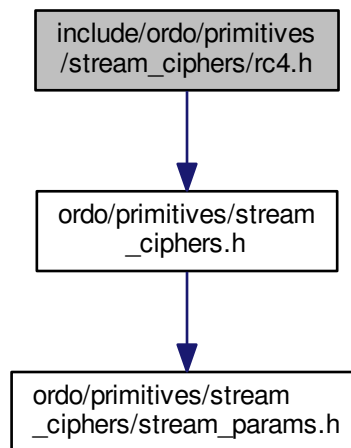 include/ordo/primitives
/stream_ciphers/rc4.h
ordo/primitives/stream
_ciphers.h
ordo/primitives/stream
_ciphers/stream_params.h